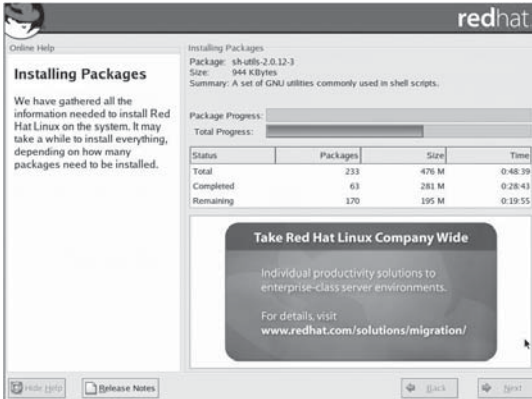 redhat.
Online Help
Installing Packages
We have gathered all the
information needed to install Red
Hat Linux on the system. It may
take a while to install everything,
depending on how many
packages need to be installed.
Installing Packages
Package: sh-utils-2.0.12-3
Size: 944 KBytes
Summary: A set of GNU utilities commonly used in shell scripts.
Package Progress:
Total Progress:
Status Packages Size Time
Total 233 476 M 0:48:39
Completed 63 281 M 0:28:43
Remaining 170 195 M 0:19:55
Take Red Hat Linux Company Wide
Individual productivity solutions to
enterprise-class server environments.
For details, visit
www.redhat.com/solutions/migration/
Hide Help
Release Notes
Back
Next